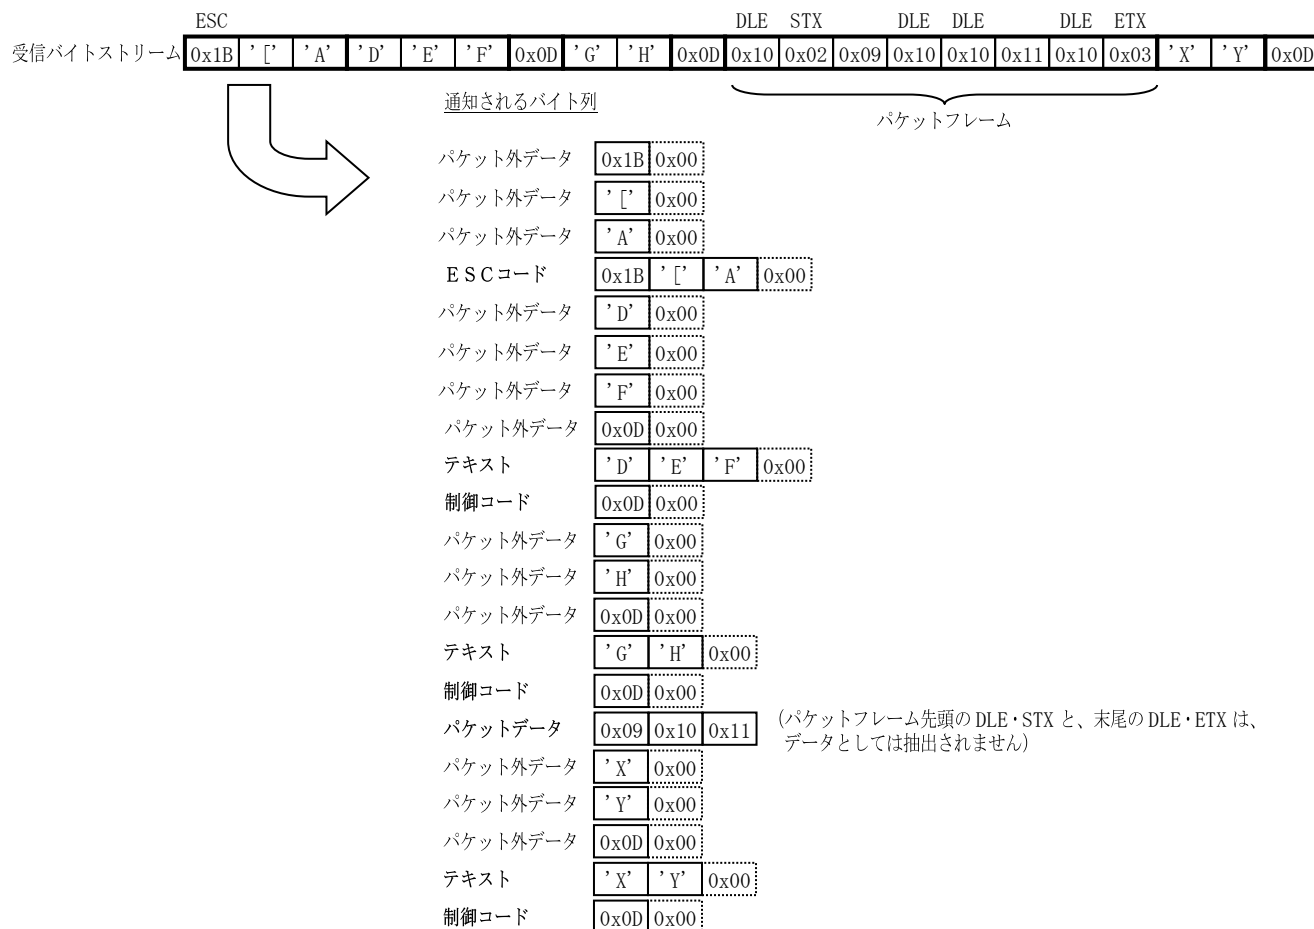 ESC DLE STX DLE DLE DLE ETX
受信バイトストリーム 0x1B '[' 'A' 'D' 'E' 'F' 0x0D 'G' 'H' 0x0D 0x10 0x02 0x09 0x10 0x10 0x11 0x10 0x03 'X' 'Y' 0x0D
通知されるバイト列
パケットフレーム
パケット外データ 0x1B 0x00
パケット外データ '[' 0x00
パケット外データ 'A' 0x00
ＥＳＣコード 0x1B '[' 'A' 0x00
パケット外データ 'D' 0x00
パケット外データ 'E' 0x00
パケット外データ 'F' 0x00
パケット外データ 0x0D 0x00
テキスト 'D' 'E' 'F' 0x00
制御コード 0x0D 0x00
パケット外データ 'G' 0x00
パケット外データ 'H' 0x00
パケット外データ 0x0D 0x00
テキスト 'G' 'H' 0x00
制御コード 0x0D 0x00
パケットデータ 0x09 0x10 0x11
(パケットフレーム先頭の DLE・STX と、末尾の DLE・ETX は、
データとしては抽出されません)
パケット外データ 'X' 0x00
パケット外データ 'Y' 0x00
パケット外データ 0x0D 0x00
テキスト 'X' 'Y' 0x00
制御コード 0x0D 0x00